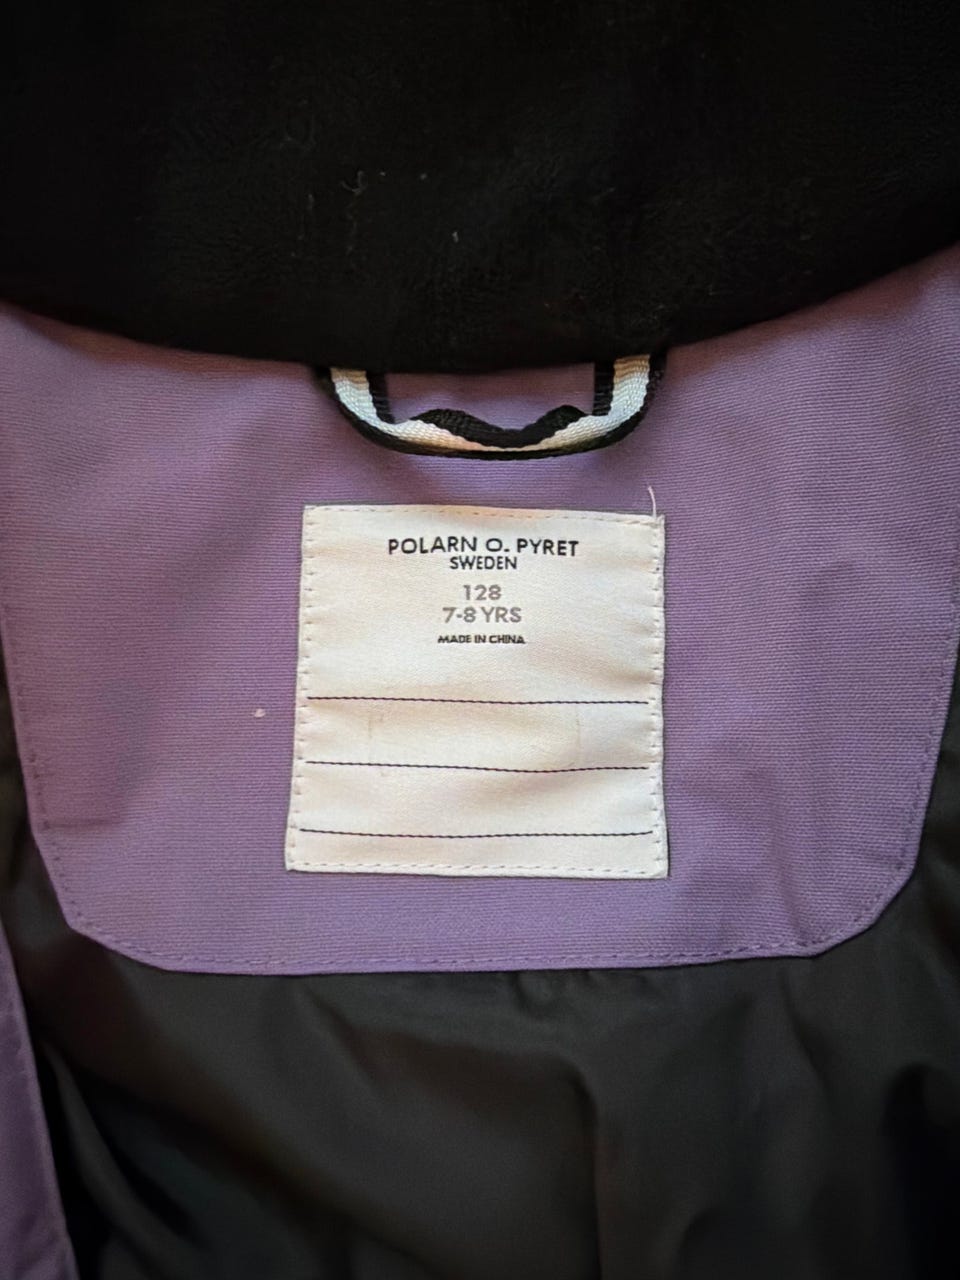 POLARN O. PYRET
SWEDEN
128
7-8 YRS
MADE IN CHINA